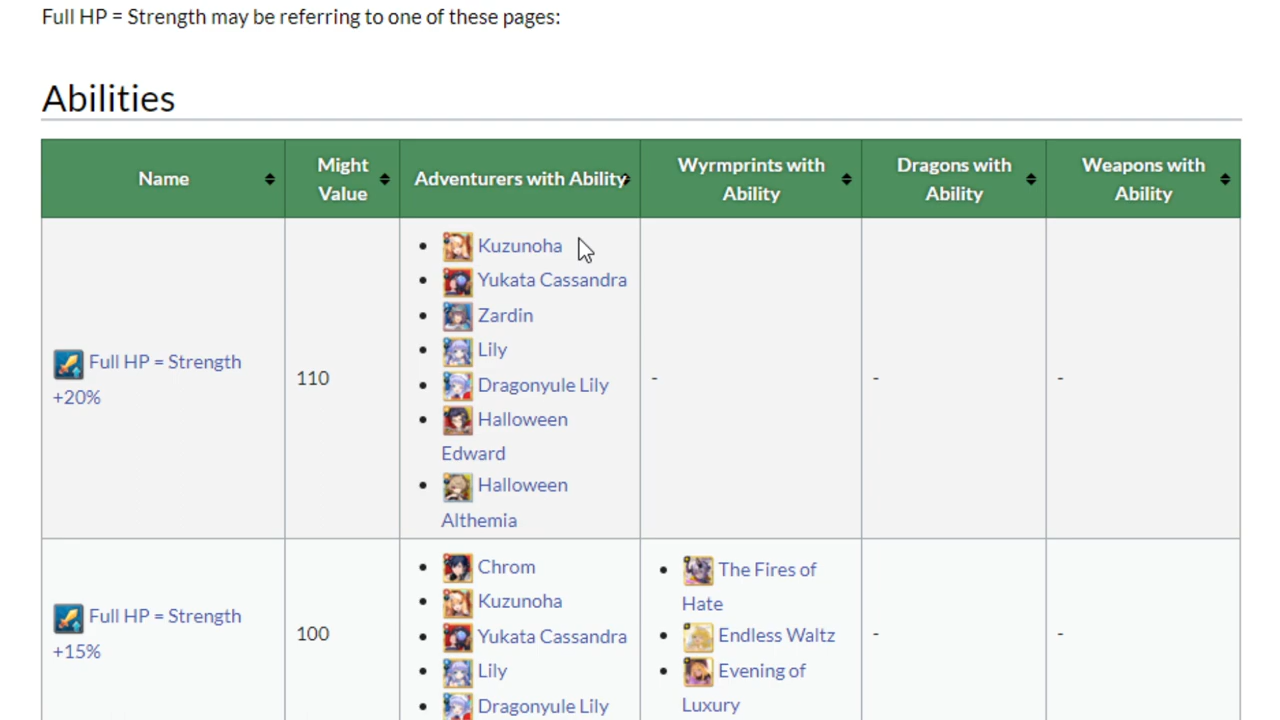 Full HP = Strength may be referring to one of these pages:
Abilities
Name
Might
Value
Adventurers with Ability
Wyrmprints with
Ability
Dragons with
Ability
Weapons with
Ability
Full HP = Strength
+20%
110
Kuzunoha
Yukata Cassandra
Zardin
Lily
Dragonyule Lily
Halloween
Edward
Halloween
Althemia
-
-
-
Full HP = Strength
+15%
100
Chrom
Kuzunoha
Yukata Cassandra
Lily
Dragonyule Lily
The Fires of
Hate
Endless Waltz
Evening of
Luxury
-
-